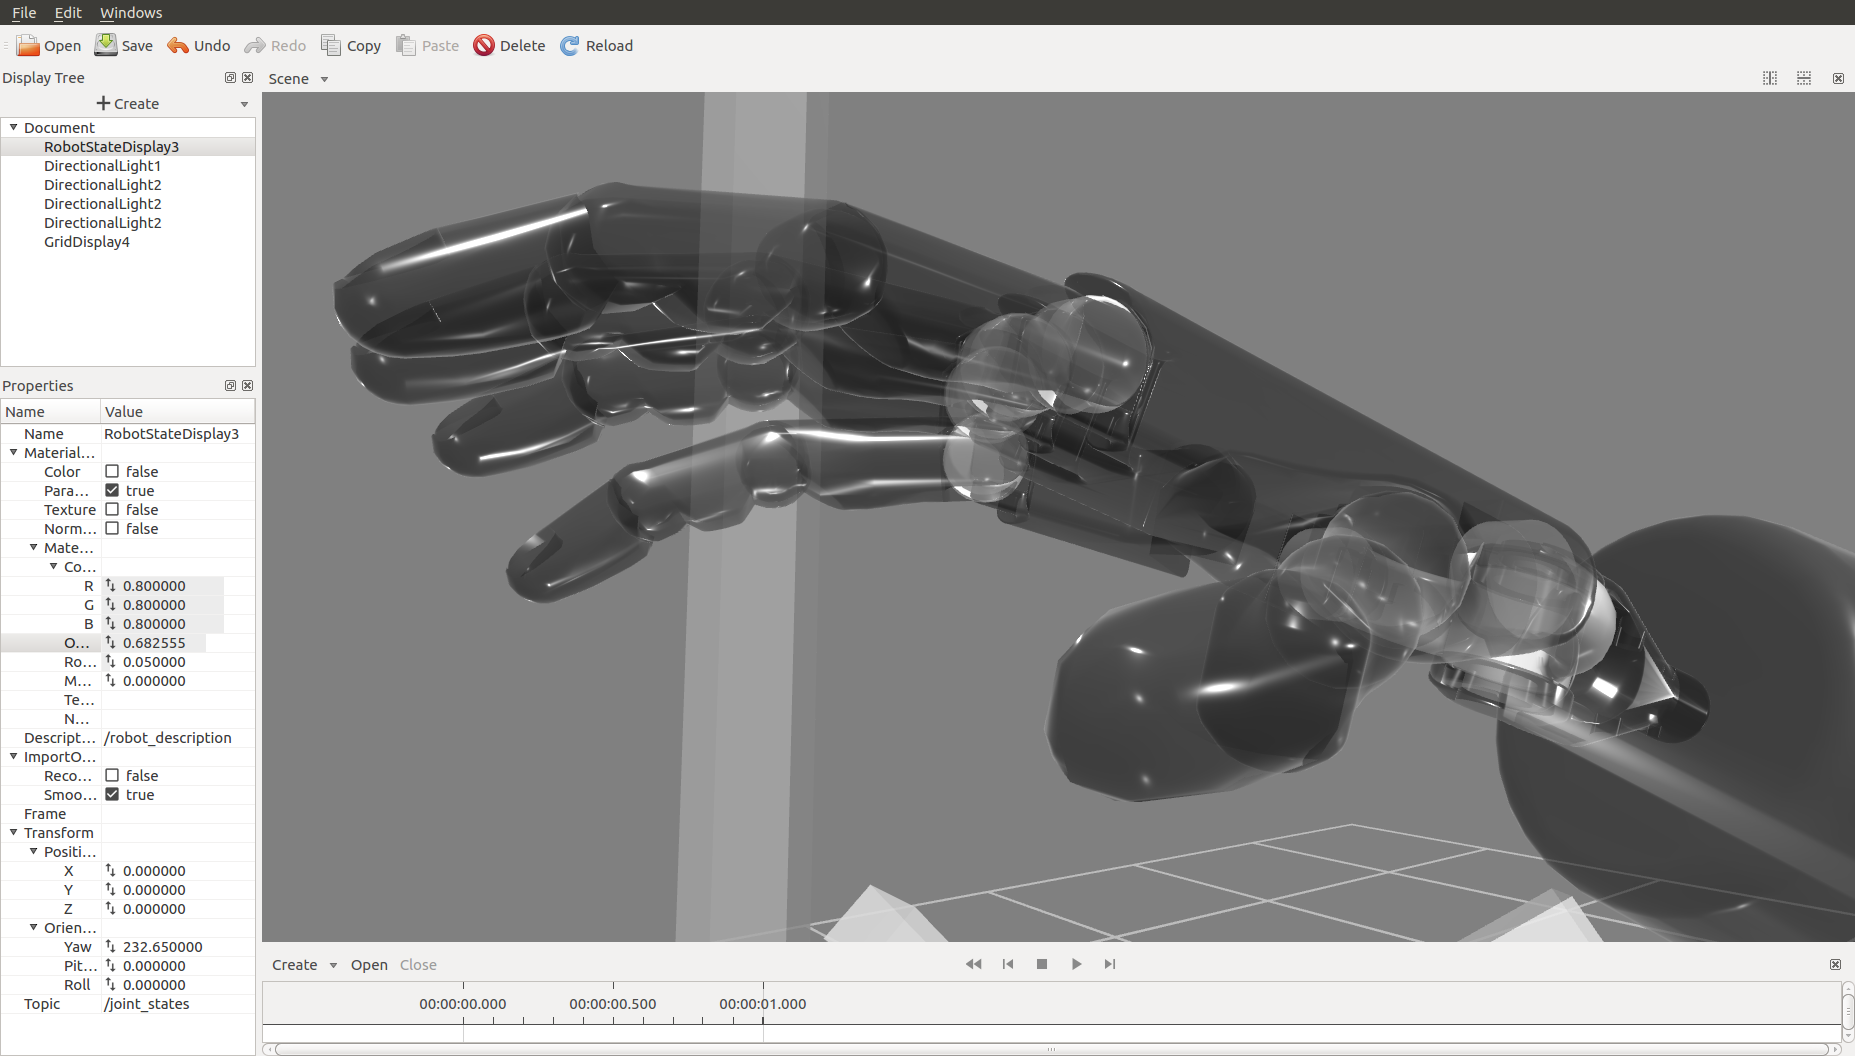 File Edit Windows
Open Save Undo Redo Copy Paste Delete Reload
Display Tree
Create
Document
RobotStateDisplay3
DirectionalLight1
DirectionalLight2
DirectionalLight2
DirectionalLight2
GridDisplay4
Properties
Name Value
Name RobotStateDisplay3
Material...
Color false
Para... true
Texture false
Norm... false
Mate...
Co...
R 0.800000
G 0.800000
B 0.800000
O... 0.682555
Ro... 0.050000
M... 0.000000
Te...
N...
Descript... /robot_description
ImportO...
Reco... false
Smoo... true
Frame
Transform
Positi...
X 0.000000
Y 0.000000
Z 0.000000
Orien...
Yaw 232.650000
Pit... 0.000000
Roll 0.000000
Topic /joint_states
Scene
Create Open Close
00:00:00.000 00:00:00.500 00:00:01.000